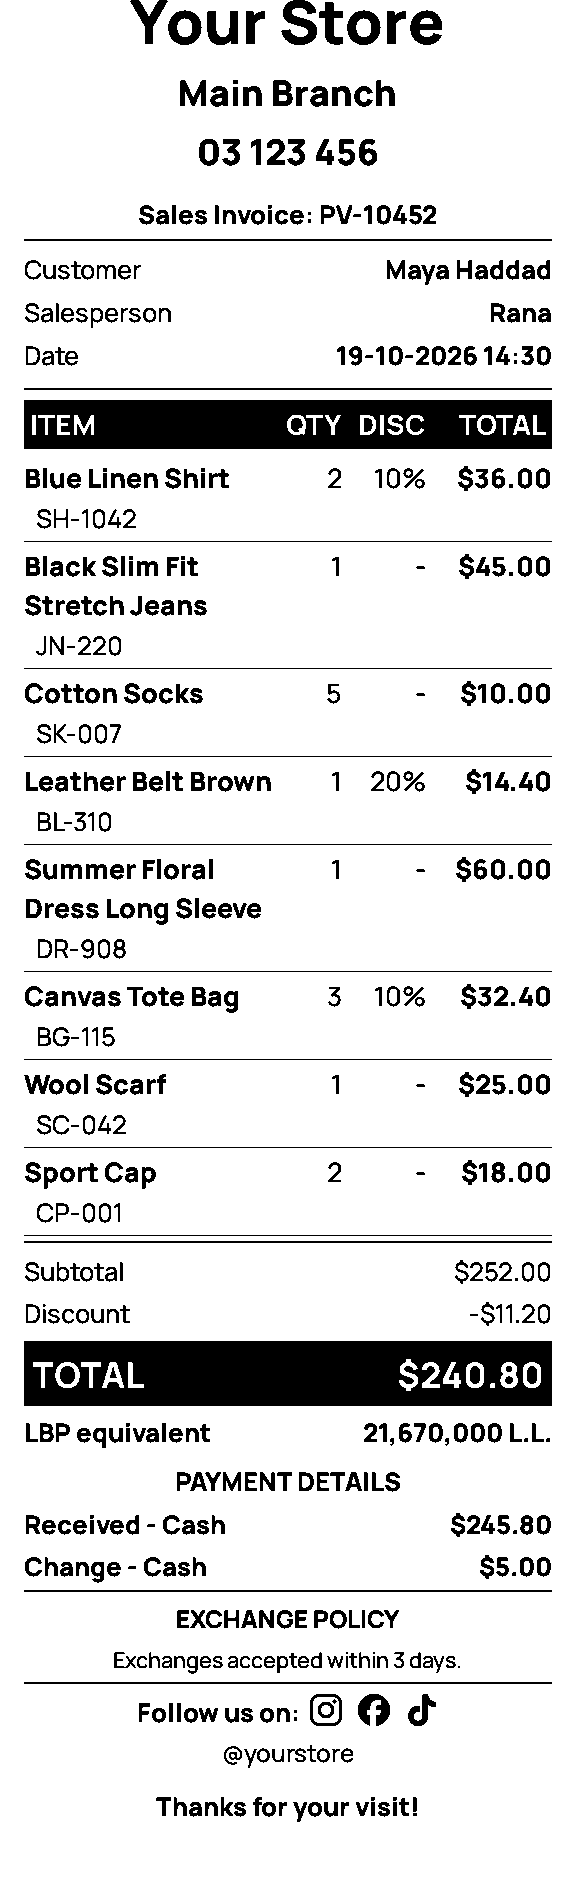 Your Store
Main Branch
03 123 456
Sales Invoice: PV-10452
Customer Maya Haddad
Salesperson Rana
Date 19-10-2026 14:30
ITEM QTY DISC TOTAL
Blue Linen Shirt 2 10% $36.00
SH-1042
Black Slim Fit 1 - $45.00
Stretch Jeans
JN-220
Cotton Socks 5 - $10.00
SK-007
Leather Belt Brown 1 20% $14.40
BL-310
Summer Floral 1 - $60.00
Dress Long Sleeve
DR-908
Canvas Tote Bag 3 10% $32.40
BG-115
Wool Scarf 1 - $25.00
SC-042
Sport Cap 2 - $18.00
CP-001
Subtotal $252.00
Discount -$11.20
TOTAL $240.80
LBP equivalent 21,670,000 L.L.
PAYMENT DETAILS
Received - Cash $245.80
Change - Cash $5.00
EXCHANGE POLICY
Exchanges accepted within 3 days.
Follow us on:
@yourstore
Thanks for your visit!